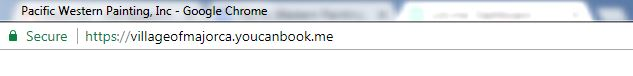 Pacific Western Painting, Inc - Google Chrome
Secure https://villageofmajorca.youcanbook.me